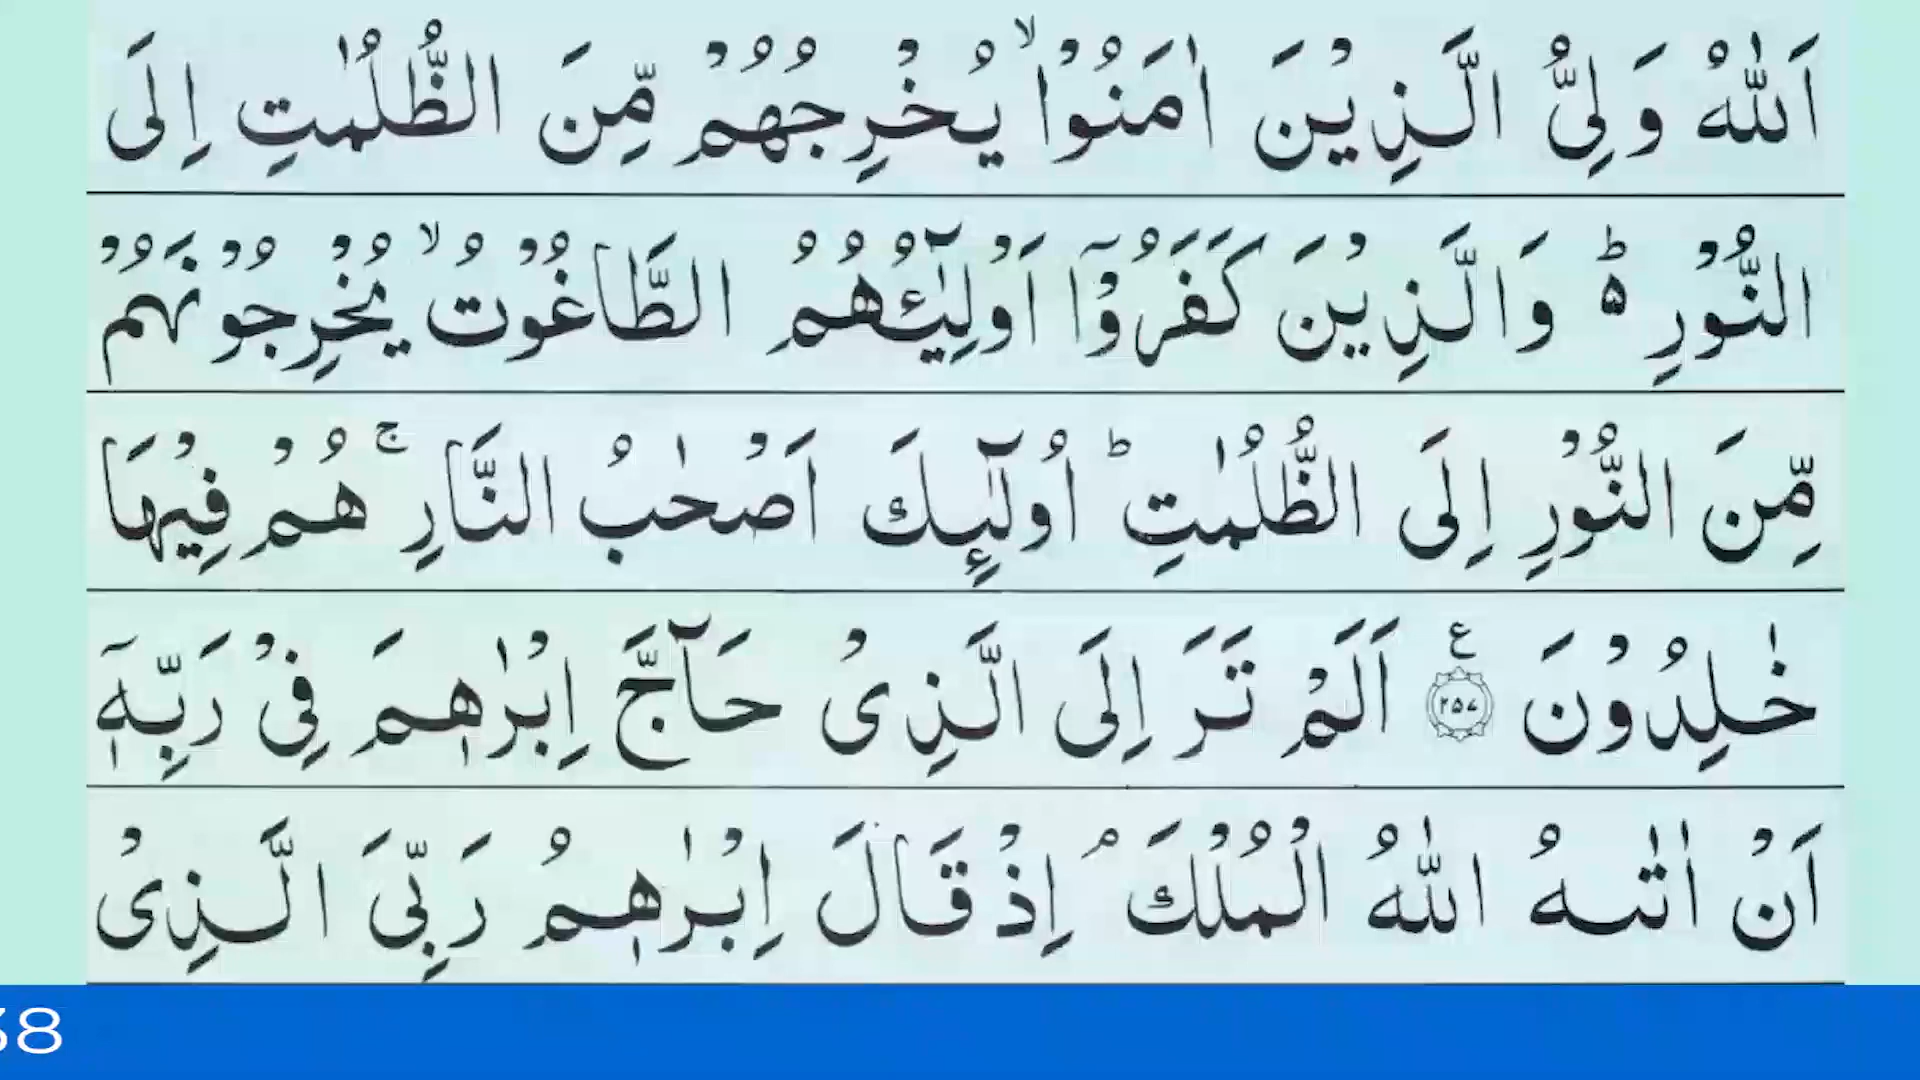 اَللّٰهُ وَلِیُّ الَّذِیْنَ اٰمَنُوْا ۙ یُخْرِجُهُمْ مِّنَ الظُّلُمٰتِ اِلَی
النُّوْرِ ؕ۬ وَالَّذِیْنَ كَفَرُوْۤا اَوْلِیٰٓـُٔهُمُ الطَّاغُوْتُ ۙ یُخْرِجُوْنَهُمْ
مِّنَ النُّوْرِ اِلَی الظُّلُمٰتِ ؕ اُولٰٓىِٕكَ اَصْحٰبُ النَّارِ ۚ هُمْ فِیْهَا
خٰلِدُوْنَ ۧ ۲۵۷ اَلَمْ تَرَ اِلَی الَّذِیْ حَآجَّ اِبْرٰهٖمَ فِیْ رَبِّهٖۤ
اَنْ اٰتٰىهُ اللّٰهُ الْمُلْكَ ۘ اِذْ قَالَ اِبْرٰهٖمُ رَبِّیَ الَّذِیْ
38